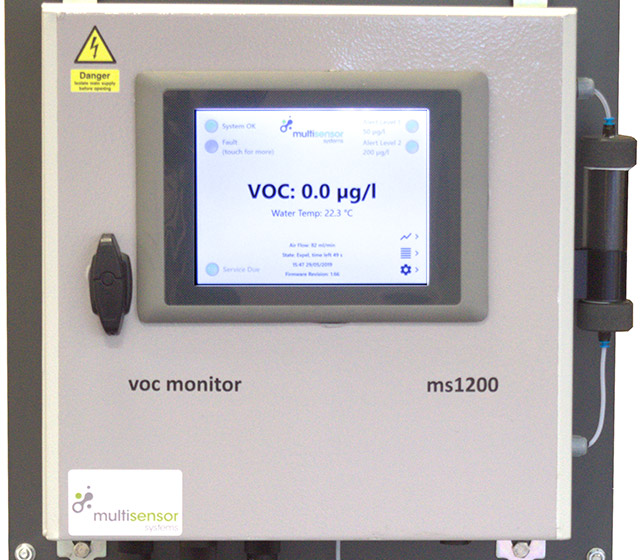 Danger
Isolate mains supply
before opening
System OK
multisensor
systems
Alert Level 1
50 µg/l
Fault
(touch for more)
Alert Level 2
200 µg/l
VOC: 0.0 µg/l
Water Temp: 22.3 °C
Air Flow: 82 ml/min
State: Expel, time left 49 s
15:47 29/05/2019
Firmware Revision: 1.66
Service Due
voc monitor
ms1200
multisensor
systems